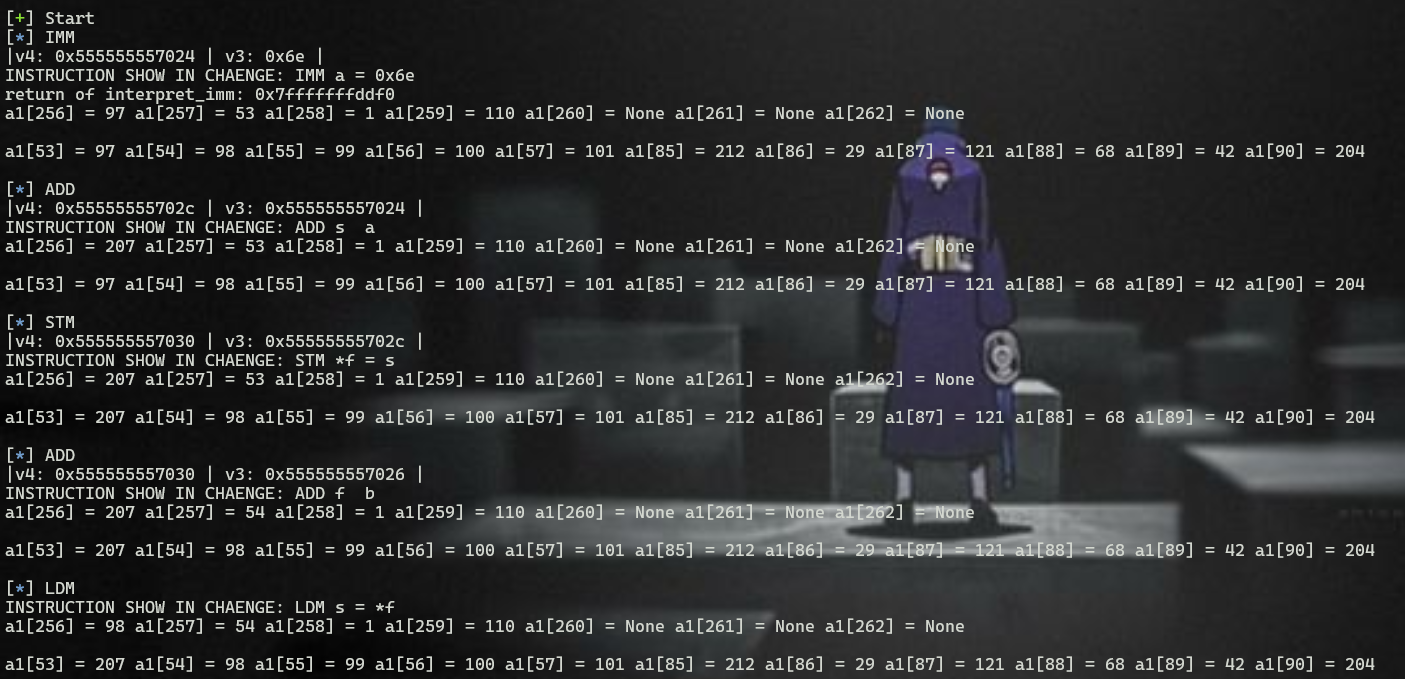 [+] Start
[*] IMM
|v4: 0x555555557024 | v3: 0x6e |
INSTRUCTION SHOW IN CHAENGE: IMM a = 0x6e
return of interpret_imm: 0x7fffffffddf0
a1[256] = 97 a1[257] = 53 a1[258] = 1 a1[259] = 110 a1[260] = None a1[261] = None a1[262] = None
a1[53] = 97 a1[54] = 98 a1[55] = 99 a1[56] = 100 a1[57] = 101 a1[85] = 212 a1[86] = 29 a1[87] = 121 a1[88] = 68 a1[89] = 42 a1[90] = 204
[*] ADD
|v4: 0x55555555702c | v3: 0x555555557024 |
INSTRUCTION SHOW IN CHAENGE: ADD s  a
a1[256] = 207 a1[257] = 53 a1[258] = 1 a1[259] = 110 a1[260] = None a1[261] = None a1[262] = None
a1[53] = 97 a1[54] = 98 a1[55] = 99 a1[56] = 100 a1[57] = 101 a1[85] = 212 a1[86] = 29 a1[87] = 121 a1[88] = 68 a1[89] = 42 a1[90] = 204
[*] STM
|v4: 0x555555557030 | v3: 0x55555555702c |
INSTRUCTION SHOW IN CHAENGE: STM *f = s
a1[256] = 207 a1[257] = 53 a1[258] = 1 a1[259] = 110 a1[260] = None a1[261] = None a1[262] = None
a1[53] = 207 a1[54] = 98 a1[55] = 99 a1[56] = 100 a1[57] = 101 a1[85] = 212 a1[86] = 29 a1[87] = 121 a1[88] = 68 a1[89] = 42 a1[90] = 204
[*] ADD
|v4: 0x555555557030 | v3: 0x555555557026 |
INSTRUCTION SHOW IN CHAENGE: ADD f  b
a1[256] = 207 a1[257] = 54 a1[258] = 1 a1[259] = 110 a1[260] = None a1[261] = None a1[262] = None
a1[53] = 207 a1[54] = 98 a1[55] = 99 a1[56] = 100 a1[57] = 101 a1[85] = 212 a1[86] = 29 a1[87] = 121 a1[88] = 68 a1[89] = 42 a1[90] = 204
[*] LDM
INSTRUCTION SHOW IN CHAENGE: LDM s = *f
a1[256] = 98 a1[257] = 54 a1[258] = 1 a1[259] = 110 a1[260] = None a1[261] = None a1[262] = None
a1[53] = 207 a1[54] = 98 a1[55] = 99 a1[56] = 100 a1[57] = 101 a1[85] = 212 a1[86] = 29 a1[87] = 121 a1[88] = 68 a1[89] = 42 a1[90] = 204